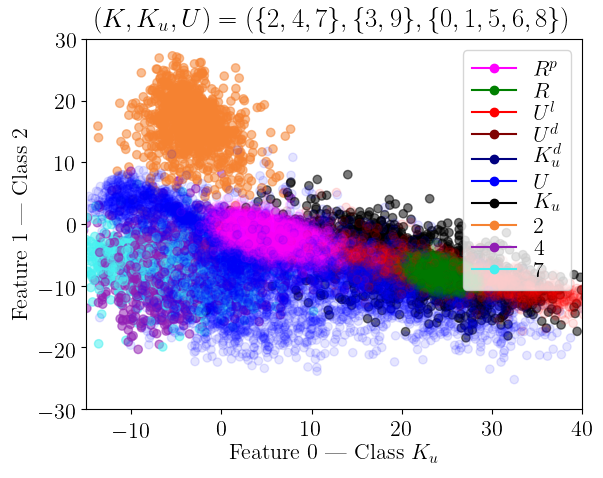 (K, K_u, U) = ({2, 4, 7}, {3, 9}, {0, 1, 5, 6, 8})
30
20
10
0
−10
−20
−30
Feature 1 — Class 2
R^p
R
U^l
U^d
K_u^d
U
K_u
2
4
7
−10
0
10
20
30
40
Feature 0 — Class K_u